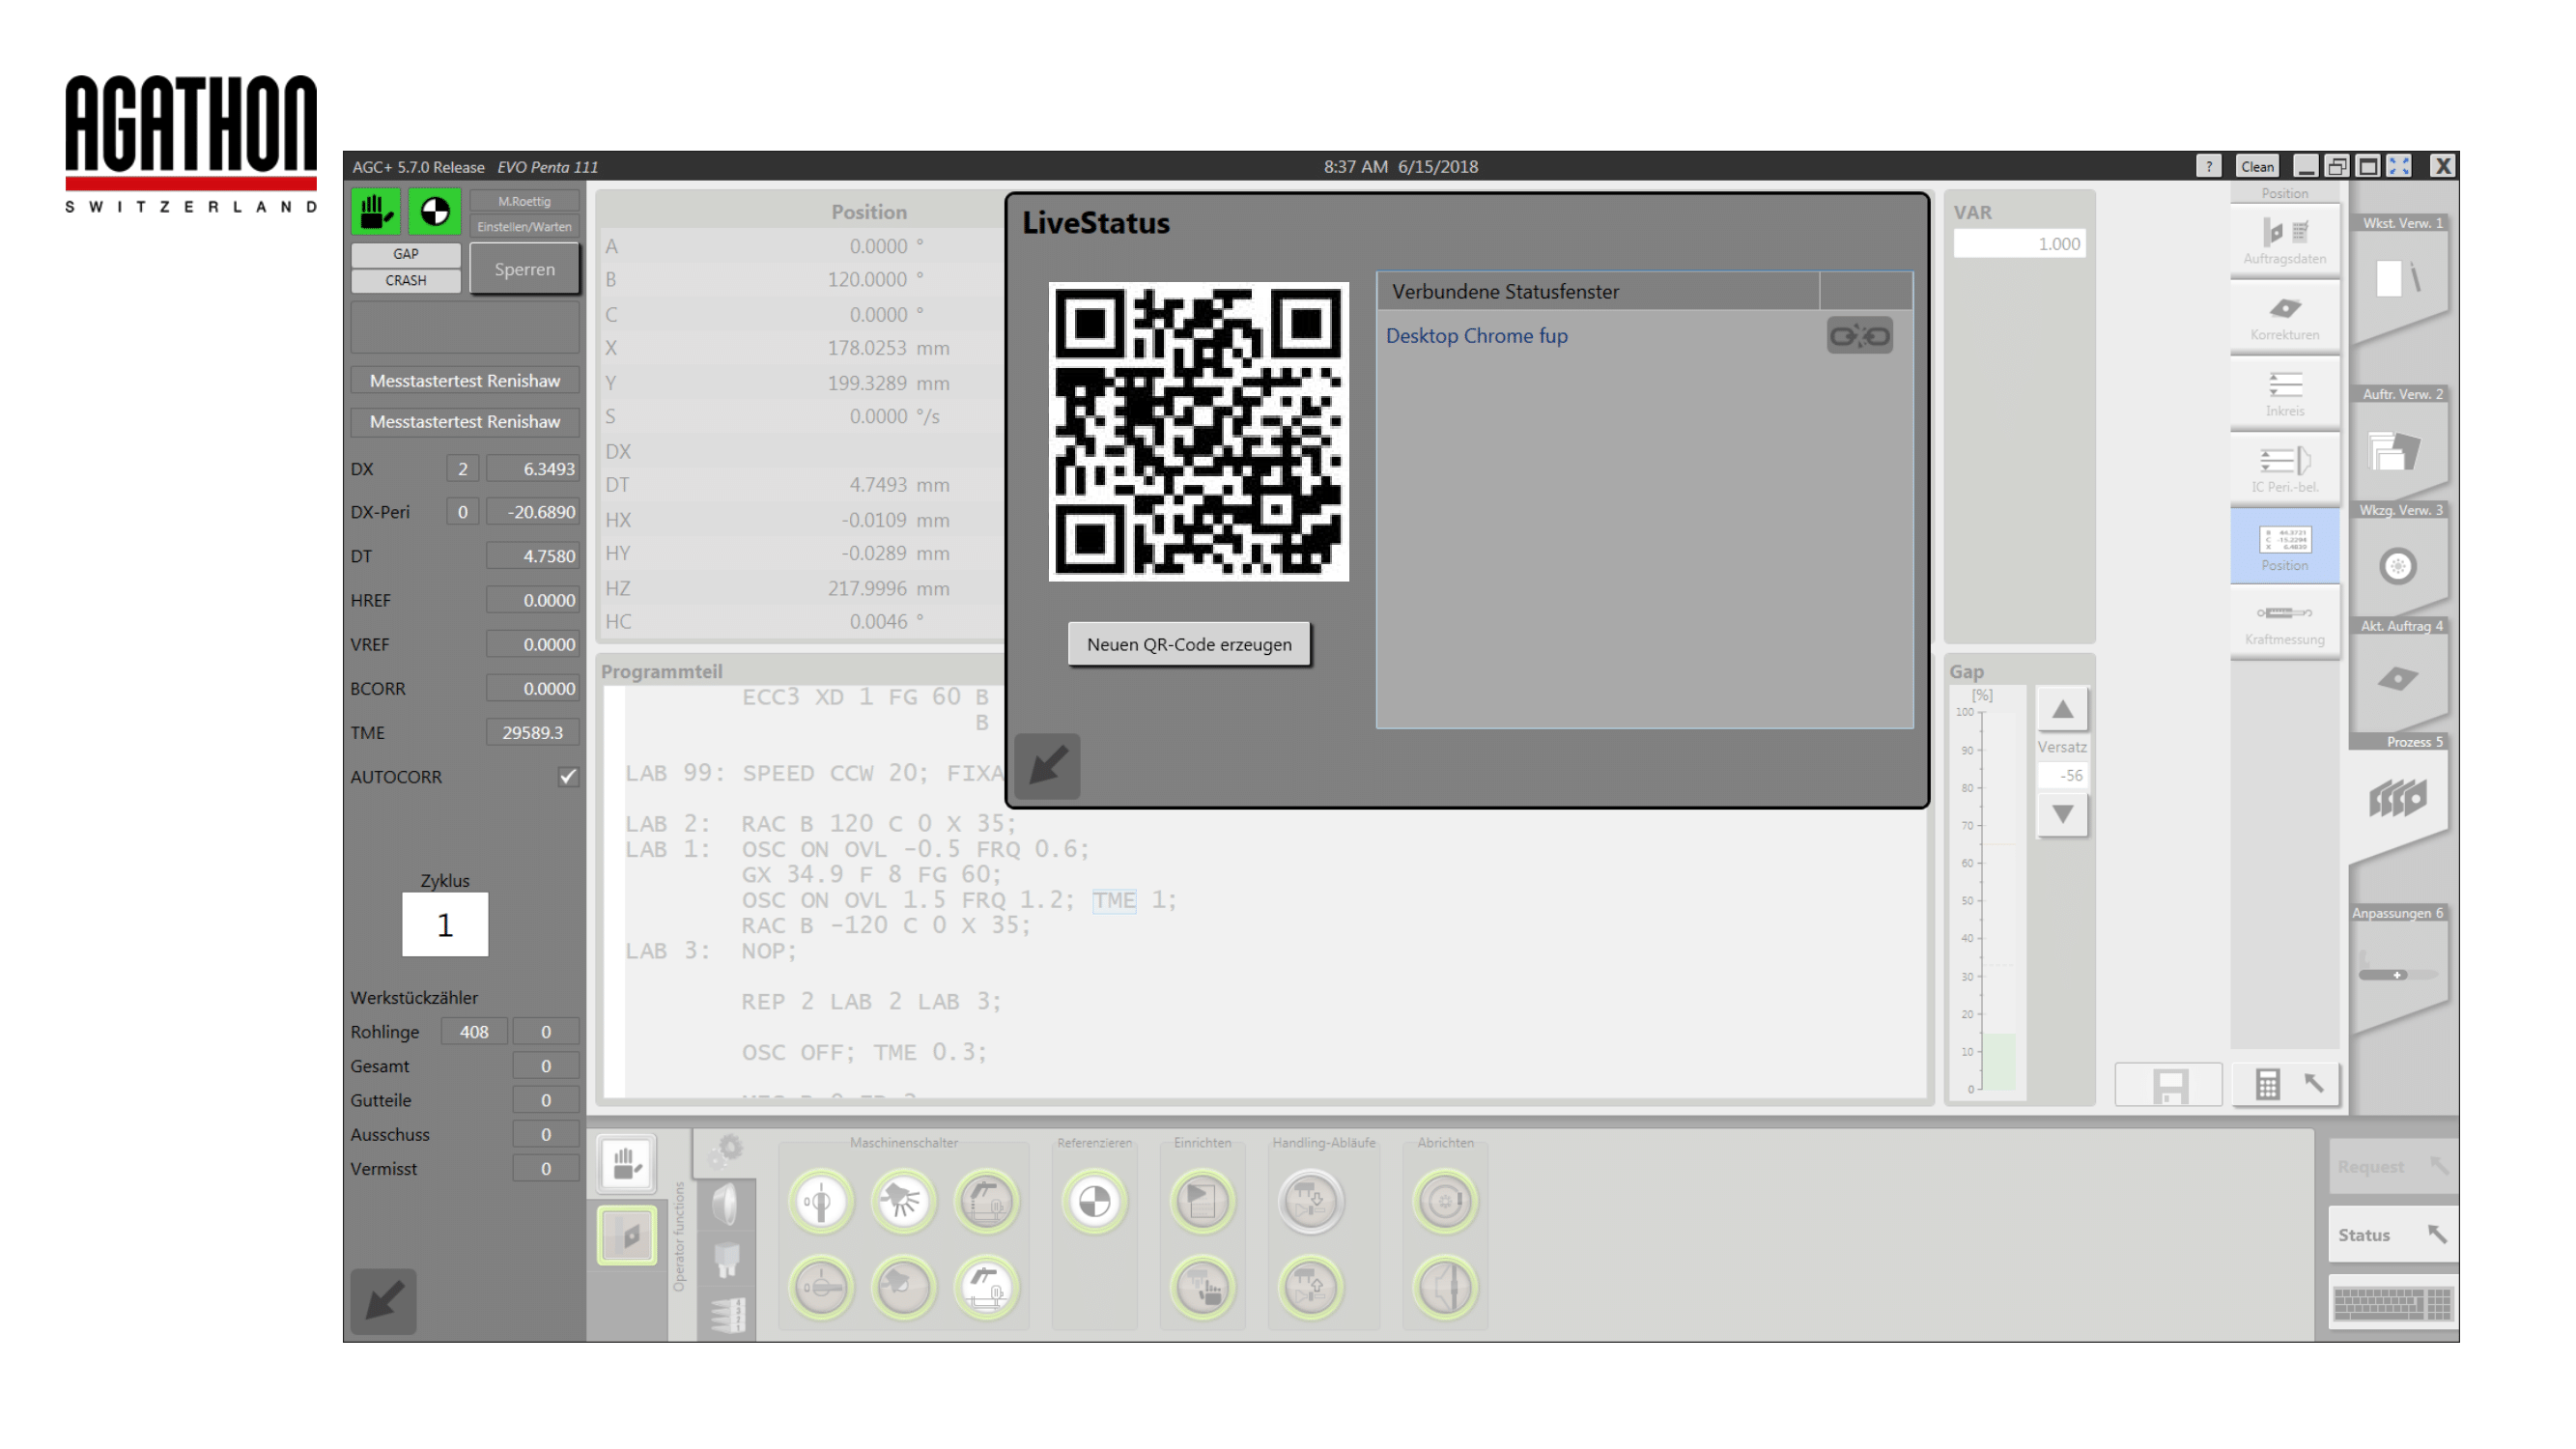 AGATHON
SWITZERLAND
AGC+ 5.7.0 Release EVO Penta 111
8:37 AM 6/15/2018
? Clean X
M.Roettig
Einstellen/Warten
GAP
CRASH
Sperren
Messtastertest Renishaw
Messtastertest Renishaw
DX 2 6.3493
DX-Peri 0 -20.6890
DT 4.7580
HREF 0.0000
VREF 0.0000
BCORR 0.0000
TME 29589.3
AUTOCORR
Zyklus
1
Werkstückzähler
Rohlinge 408 0
Gesamt 0
Gutteile 0
Ausschuss 0
Vermisst 0
Position
A 0.0000 °
B 120.0000 °
C 0.0000 °
X 178.0253 mm
Y 199.3289 mm
S 0.0000 °/s
DX
DT 4.7493 mm
HX -0.0109 mm
HY -0.0289 mm
HZ 217.9996 mm
HC 0.0046 °
LiveStatus
Verbundene Statusfenster
Desktop Chrome fup
Neuen QR-Code erzeugen
VAR
1.000
Programmteil
ECC3 XD 1 FG 60 B
B
LAB 99: SPEED CCW 20; FIXA
LAB 2: RAC B 120 C 0 X 35;
LAB 1: OSC ON OVL -0.5 FRQ 0.6;
GX 34.9 F 8 FG 60;
OSC ON OVL 1.5 FRQ 1.2; TME 1;
RAC B -120 C 0 X 35;
LAB 3: NOP;
REP 2 LAB 2 LAB 3;
OSC OFF; TME 0.3;
Gap
[%]
100
90
80
70
60
50
40
30
20
10
0
Versatz
-56
Position
Auftragsdaten
Korrekturen
Inkreis
IC Peri.-bel.
Position
Kraftmessung
Wkst. Verw. 1
Auftr. Verw. 2
Wkzg. Verw. 3
Akt. Auftrag 4
Prozess 5
Anpassungen 6
Operator functions
Maschinenschalter
Referenzieren
Einrichten
Handling-Abläufe
Abrichten
Request
Status